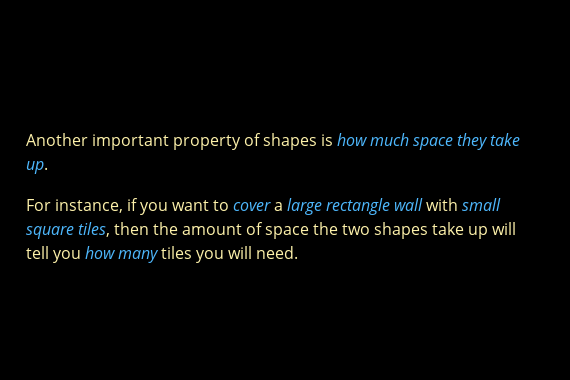 Another important property of shapes is how much space they take
up.
For instance, if you want to cover a large rectangle wall with small
square tiles, then the amount of space the two shapes take up will
tell you how many tiles you will need.